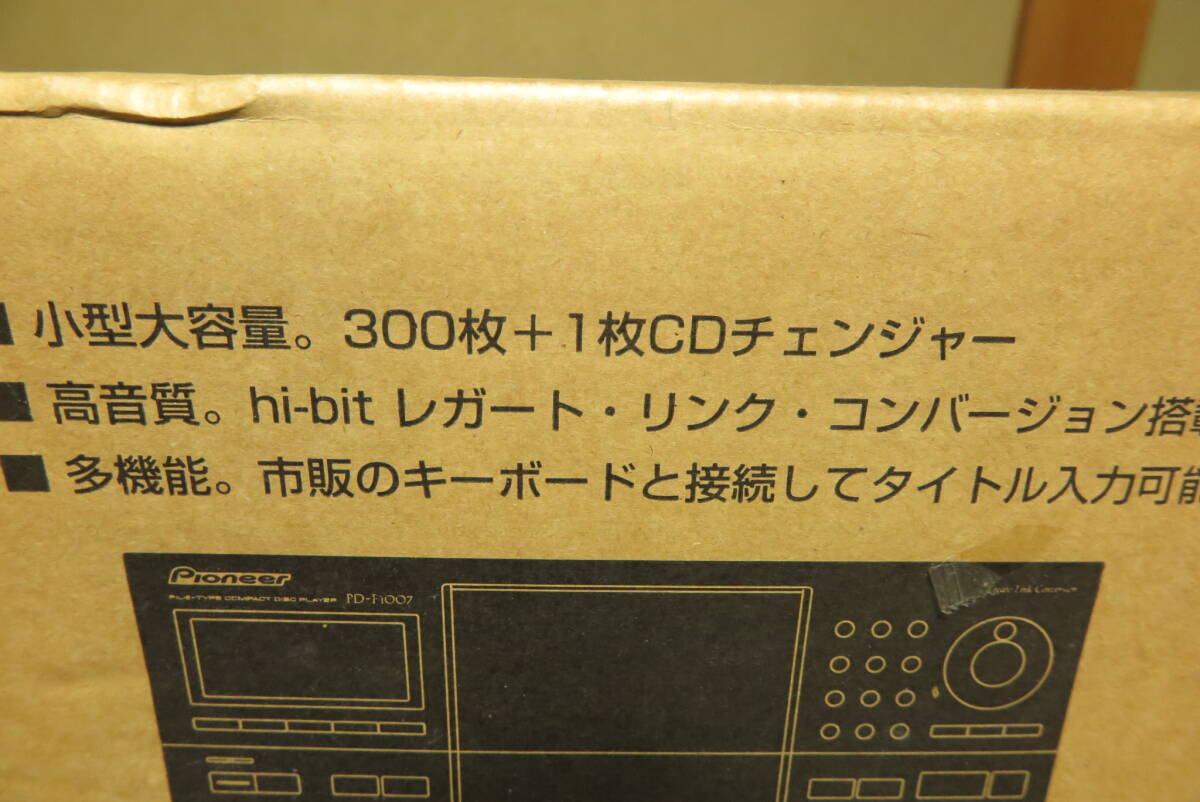 ■ 小型大容量。300枚+1枚CDチェンジャー
■ 高音質。hi-bit レガート・リンク・コンバージョン搭載
■ 多機能。市販のキーボードと接続してタイトル入力可能
Pioneer
FILE-TYPE COMPACT DISC PLAYER PD-F1007